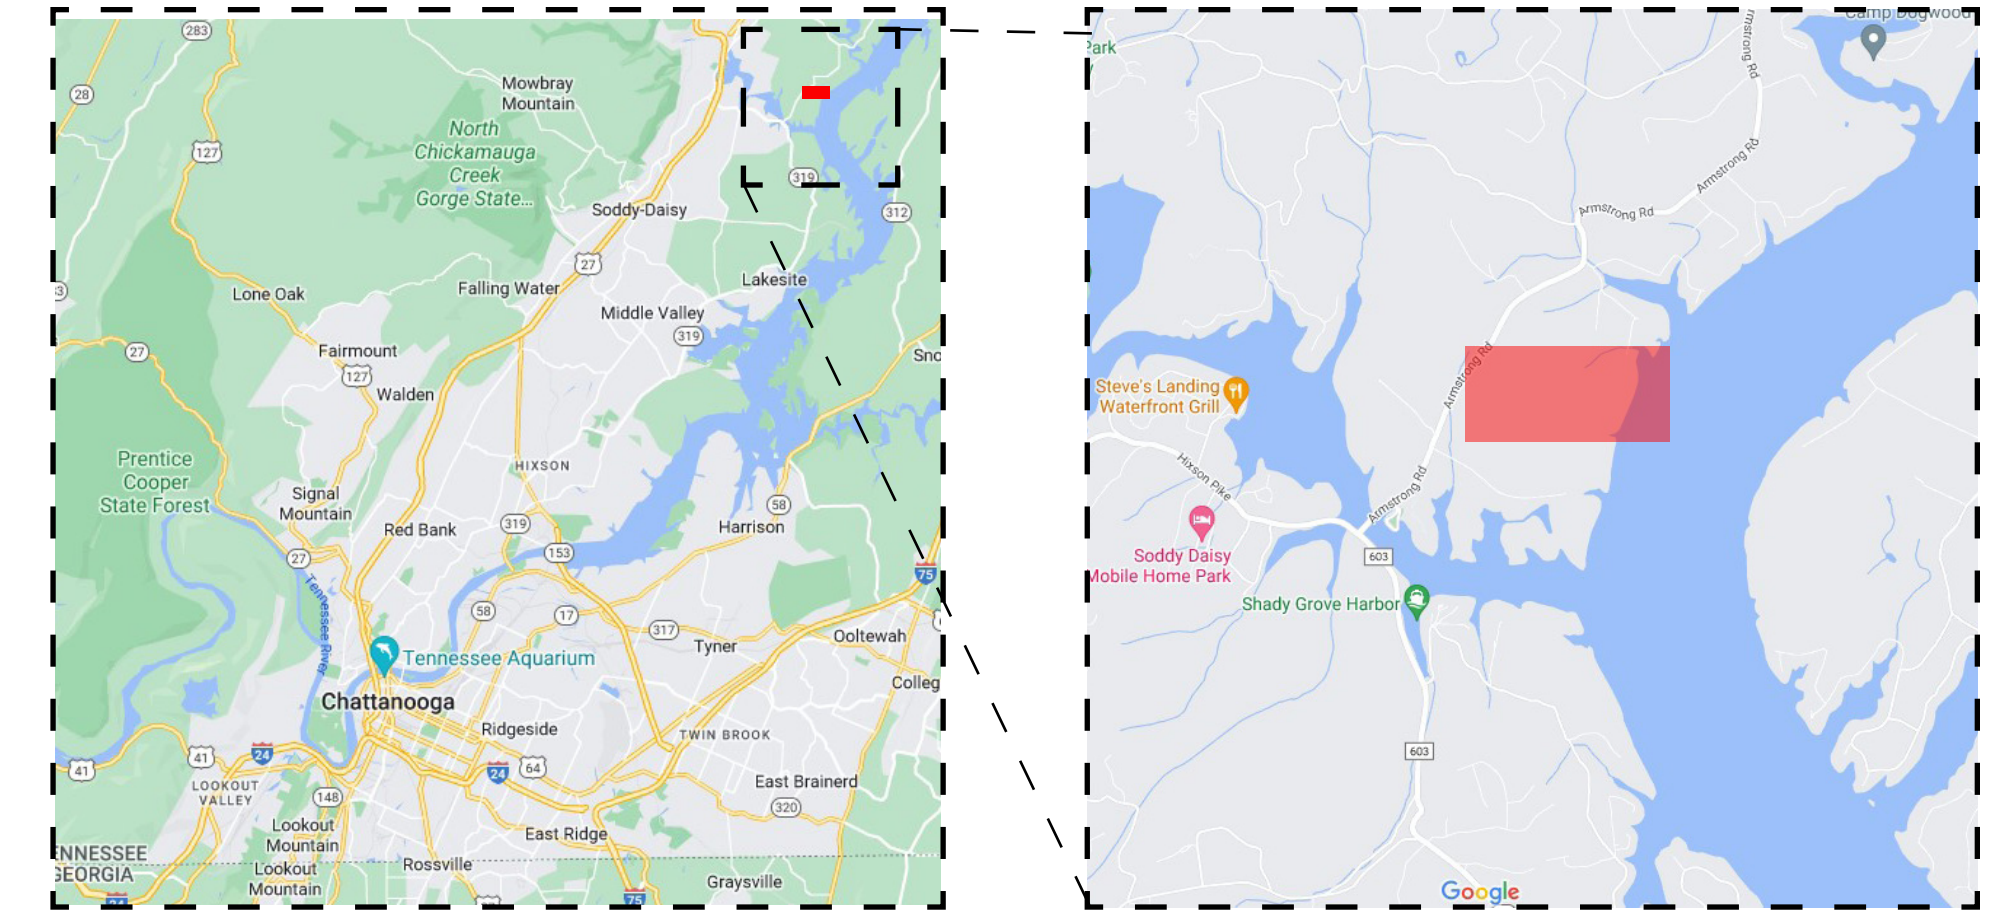 283
Mowbray
Mountain
28
North
Chickamauga
Creek
Gorge State...
127
319
Soddy-Daisy
312
27
Lakesite
Lone Oak
Falling Water
Middle Valley
319
27
Fairmount
127
Sno
Walden
Prentice
Cooper
State Forest
HIXSON
Signal
Mountain
58
319
Red Bank
Harrison
153
27
75
Tennessee River
58
17
317
Ooltewah
Tyner
Tennessee Aquarium
Colleg
Chattanooga
Ridgeside
TWIN BROOK
24
41
41
24
64
LOOKOUT
VALLEY
148
East Brainerd
320
Lookout
Mountain
East Ridge
ENNESSEE
GEORGIA
Lookout
Mountain
Rossville
Graysville
24
75
Camp Dogwood
Park
rmstrong Rd
Armstrong Rd
Armstrong Rd
Armstrong Rd
Steve's Landing
Waterfront Grill
Hixson Pike
Armstrong Rd
Soddy Daisy
Mobile Home Park
603
Shady Grove Harbor
603
Google